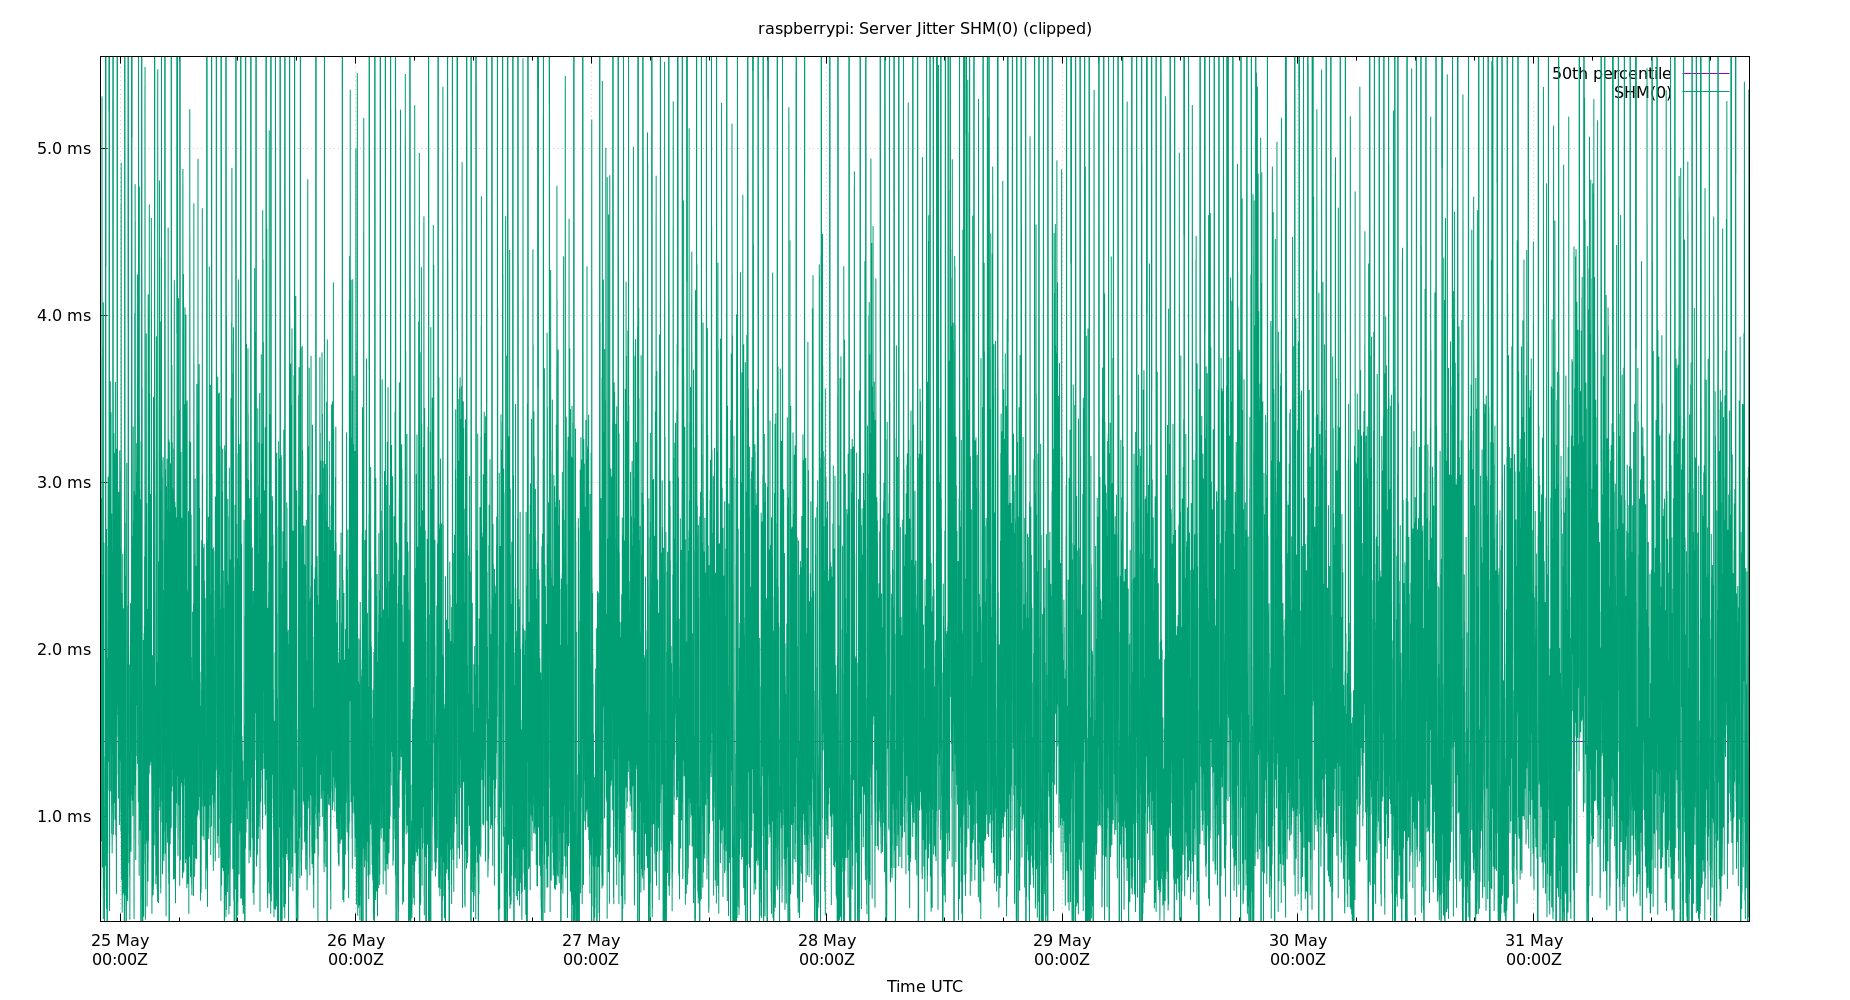 raspberrypi: Server Jitter SHM(0) (clipped)
50th percentile
SHM(0)
5.0 ms
4.0 ms
3.0 ms
2.0 ms
1.0 ms
25 May 26 May 27 May 28 May 29 May 30 May 31 May
00:00Z 00:00Z 00:00Z 00:00Z 00:00Z 00:00Z 00:00Z
Time UTC